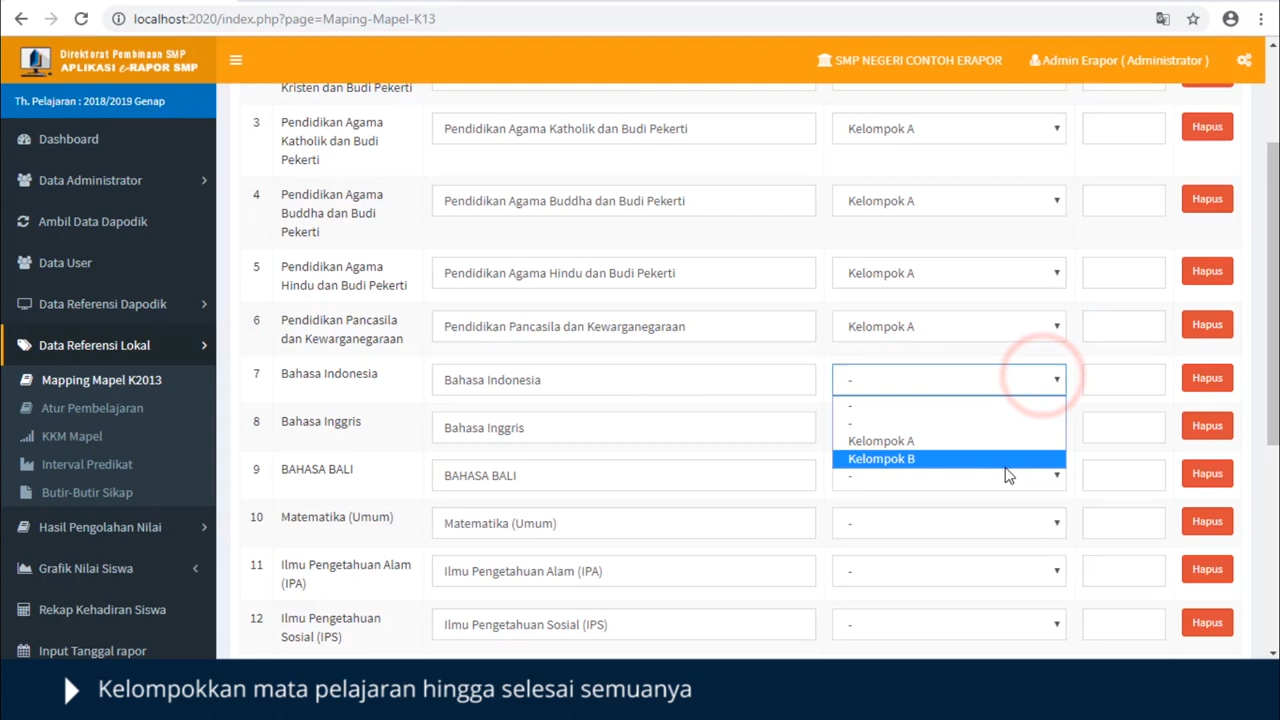 localhost:2020/index.php?page=Maping-Mapel-K13
Direktorat Pembinaan SMP
APLIKASI e-RAPOR SMP
SMP NEGERI CONTOH ERAPOR
Admin Erapor ( Administrator )
Th. Pelajaran : 2018/2019 Genap
Dashboard
Data Administrator
Ambil Data Dapodik
Data User
Data Referensi Dapodik
Data Referensi Lokal
Mapping Mapel K2013
Atur Pembelajaran
KKM Mapel
Interval Predikat
Butir-Butir Sikap
Hasil Pengolahan Nilai
Grafik Nilai Siswa
Rekap Kehadiran Siswa
Input Tanggal rapor
Kristen dan Budi Pekerti
3
Pendidikan Agama
Katholik dan Budi
Pekerti
Pendidikan Agama Katholik dan Budi Pekerti
Kelompok A
Hapus
4
Pendidikan Agama
Buddha dan Budi
Pekerti
Pendidikan Agama Buddha dan Budi Pekerti
Kelompok A
Hapus
5
Pendidikan Agama
Hindu dan Budi Pekerti
Pendidikan Agama Hindu dan Budi Pekerti
Kelompok A
Hapus
6
Pendidikan Pancasila
dan Kewarganegaraan
Pendidikan Pancasila dan Kewarganegaraan
Kelompok A
Hapus
7
Bahasa Indonesia
Bahasa Indonesia
-
Hapus
-
-
Kelompok A
Kelompok B
8
Bahasa Inggris
Bahasa Inggris
Hapus
9
BAHASA BALI
BAHASA BALI
-
Hapus
10
Matematika (Umum)
Matematika (Umum)
-
Hapus
11
Ilmu Pengetahuan Alam
(IPA)
Ilmu Pengetahuan Alam (IPA)
-
Hapus
12
Ilmu Pengetahuan
Sosial (IPS)
Ilmu Pengetahuan Sosial (IPS)
-
Hapus
Kelompokkan mata pelajaran hingga selesai semuanya